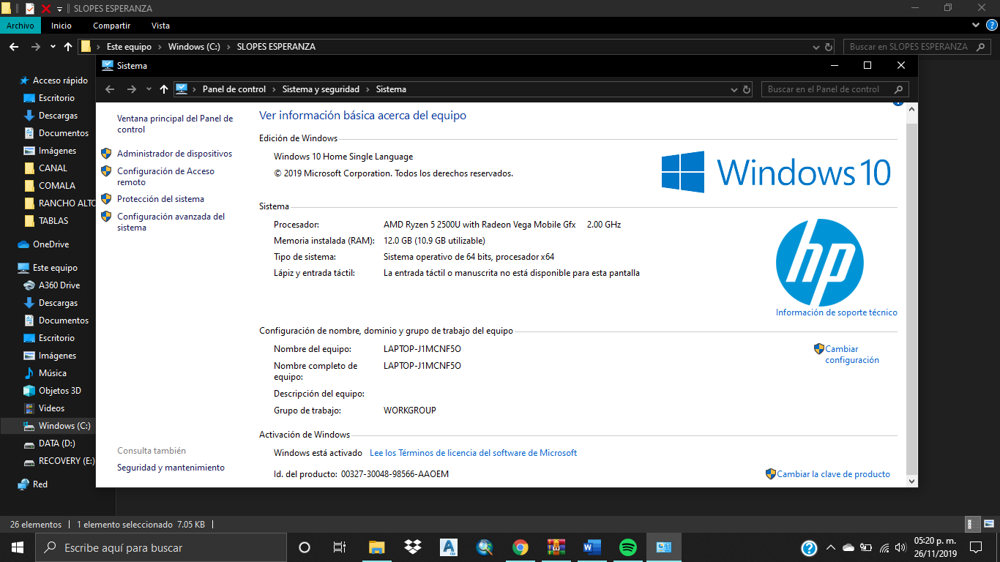 SLOPES ESPERANZA
Archivo Inicio Compartir Vista
Este equipo Windows (C:) SLOPES ESPERANZA
Buscar en SLOPES ESPERANZA
Acceso rápido
Escritorio
Descargas
Documentos
Imágenes
CANAL
COMALA
RANCHO ALTO
TABLAS
OneDrive
Este equipo
A360 Drive
Descargas
Documentos
Escritorio
Imágenes
Música
Objetos 3D
Videos
Windows (C:)
DATA (D:)
RECOVERY (E:)
Red
Sistema
Panel de control Sistema y seguridad Sistema
Buscar en el Panel de control
Ventana principal del Panel de
control
Administrador de dispositivos
Configuración de Acceso
remoto
Protección del sistema
Configuración avanzada del
sistema
Consulta también
Seguridad y mantenimiento
Ver información básica acerca del equipo
Edición de Windows
Windows 10 Home Single Language
© 2019 Microsoft Corporation. Todos los derechos reservados.
Windows 10
Sistema
Procesador: AMD Ryzen 5 2500U with Radeon Vega Mobile Gfx 2.00 GHz
Memoria instalada (RAM): 12.0 GB (10.9 GB utilizable)
Tipo de sistema: Sistema operativo de 64 bits, procesador x64
Lápiz y entrada táctil: La entrada táctil o manuscrita no está disponible para esta pantalla
hp
Información de soporte técnico
Configuración de nombre, dominio y grupo de trabajo del equipo
Nombre del equipo: LAPTOP-J1MCNF5O
Cambiar
configuración
Nombre completo de
equipo: LAPTOP-J1MCNF5O
Descripción del equipo:
Grupo de trabajo: WORKGROUP
Activación de Windows
Windows está activado Lee los Términos de licencia del software de Microsoft
Id. del producto: 00327-30048-98566-AAOEM
Cambiar la clave de producto
26 elementos 1 elemento seleccionado 7.05 KB
Escribe aquí para buscar
05:20 p. m.
26/11/2019